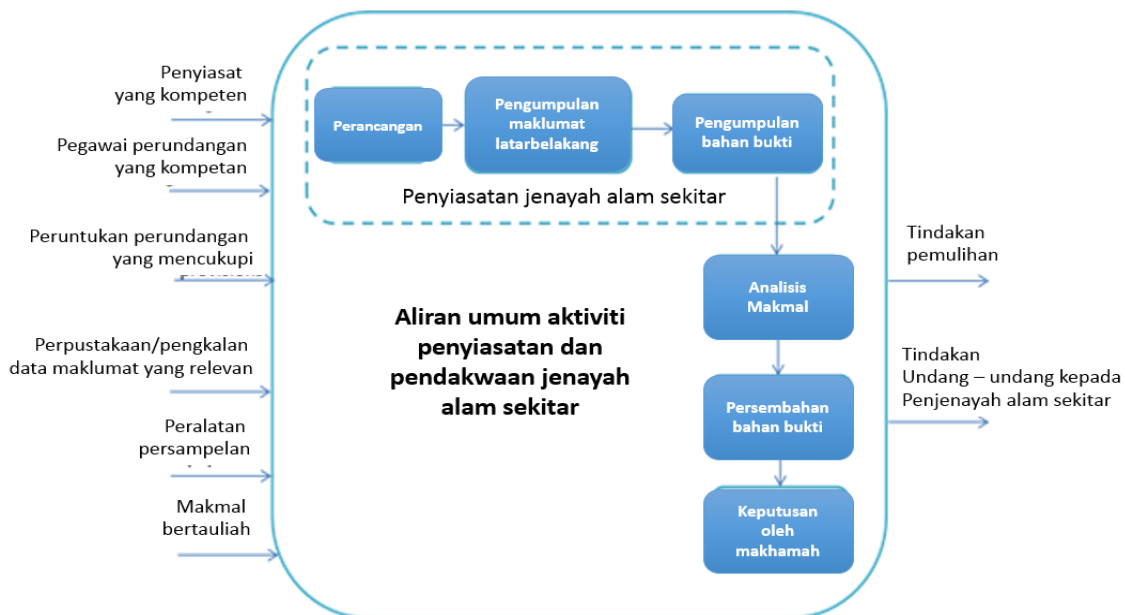 Penyiasat
yang kompeten
Pegawai perundangan
yang kompetan
Peruntukan perundangan
yang mencukupi
Perpustakaan/pengkalan
data maklumat yang relevan
Peralatan
persampelan
Makmal
bertauliah
Perancangan
Pengumpulan
maklumat
latarbelakang
Pengumpulan
bahan bukti
Penyiasatan jenayah alam sekitar
Aliran umum aktiviti
penyiasatan dan
pendakwaan jenayah
alam sekitar
Analisis
Makmal
Persembahan
bahan bukti
Keputusan
oleh
makhamah
Tindakan
pemulihan
Tindakan
Undang – undang kepada
Penjenayah alam sekitar